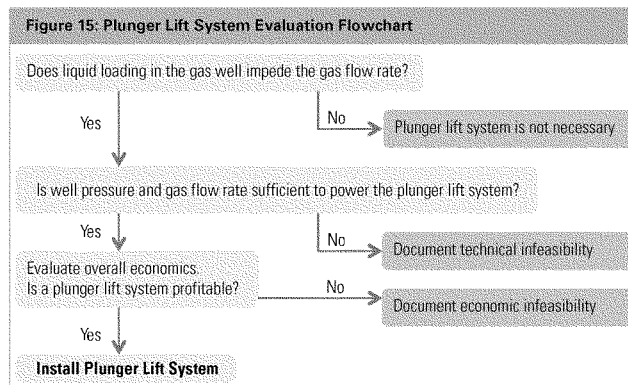 Figure 15: Plunger Lift System Evaluation Flowchart
Does liquid loading in the gas well impede the gas flow rate?
Yes
No
Plunger lift system is not necessary
Is well pressure and gas flow rate sufficient to power the plunger lift system?
Yes
No
Document technical infeasibility
Evaluate overall economics.
Is a plunger lift system profitable?
No
Document economic infeasibility
Yes
Install Plunger Lift System